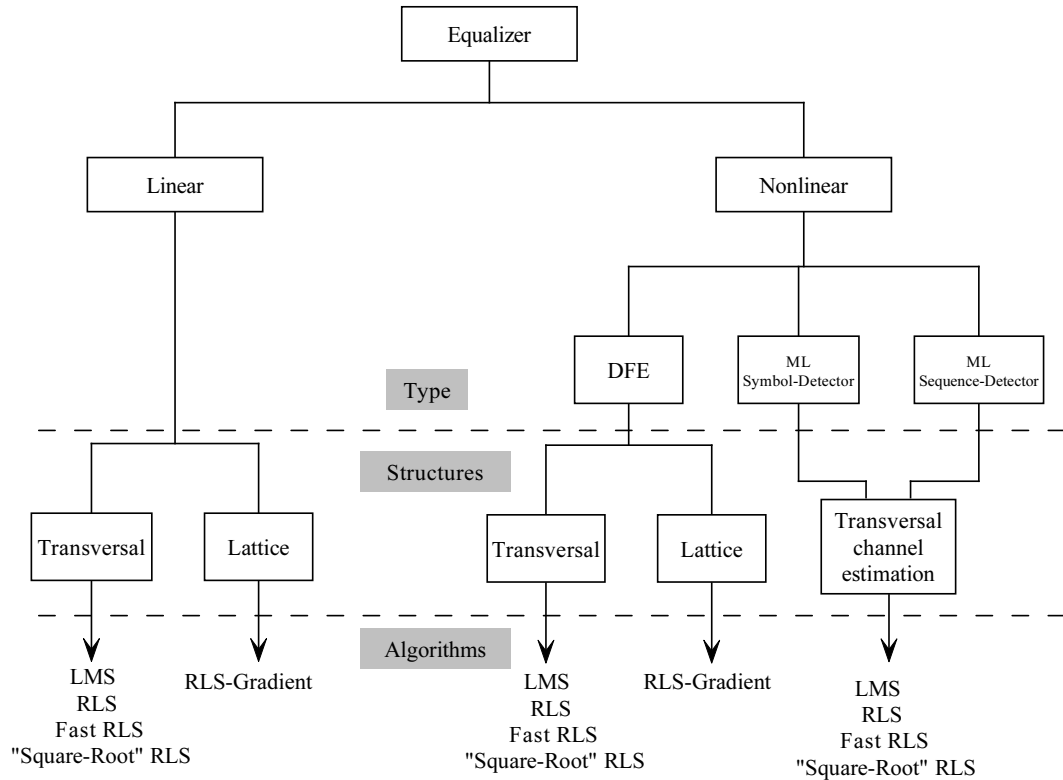 Equalizer
Linear
Nonlinear
DFE
ML
Symbol-Detector
ML
Sequence-Detector
Type
Structures
Transversal
Lattice
Transversal
Lattice
Transversal
channel
estimation
Algorithms
LMS
RLS
Fast RLS
"Square-Root" RLS
RLS-Gradient
LMS
RLS
Fast RLS
"Square-Root" RLS
RLS-Gradient
LMS
RLS
Fast RLS
"Square-Root" RLS